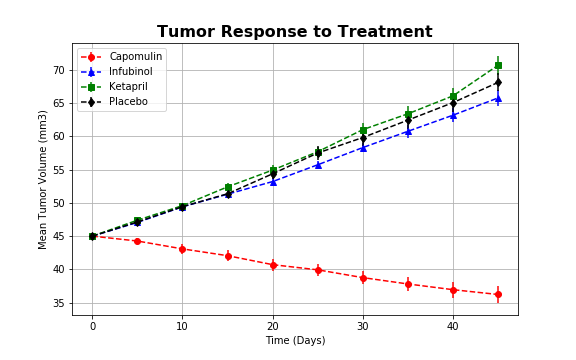 Tumor Response to Treatment
Capomulin
Infubinol
Ketapril
Placebo
Mean Tumor Volume (mm3)
70
65
60
55
50
45
40
35
0
10
20
30
40
Time (Days)